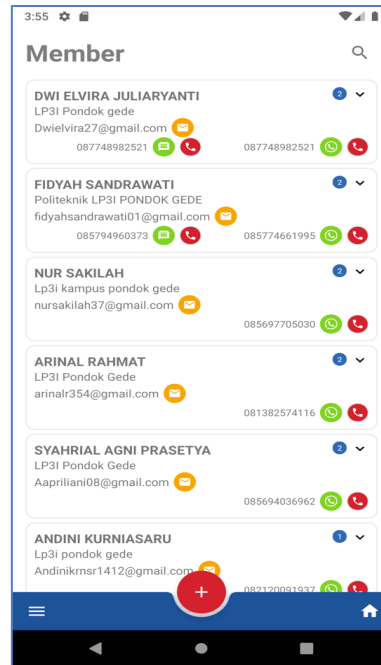 3:55
Member
DWI ELVIRA JULIARYANTI 2
LP3I Pondok gede
Dwielvira27@gmail.com
087748982521 087748982521
FIDYAH SANDRAWATI 2
Politeknik LP3I PONDOK GEDE
fidyahsandrawati01@gmail.com
085794960373 085774661995
NUR SAKILAH 2
Lp3i kampus pondok gede
nursakilah37@gmail.com
085697705030
ARINAL RAHMAT 2
LP3I Pondok Gede
arinalr354@gmail.com
081382574116
SYAHRIAL AGNI PRASETYA 2
LP3I Pondok Gede
Aapriliani08@gmail.com
085694036962
ANDINI KURNIASARU 1
Lp3i pondok gede
Andinikrnsr1412@gmail.com
082120091937
+